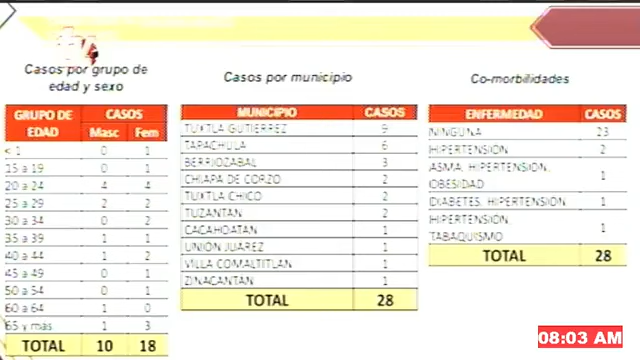 Casos por grupo de
edad y sexo
GRUPO DE EDAD CASOS
Masc Fem
< 1 0 1
15 a 19 0 1
20 a 24 4 4
25 a 29 2 2
30 a 34 0 2
35 a 39 1 1
40 a 44 1 2
45 a 49 0 1
50 a 54 0 1
60 a 64 1 0
65 y mas 1 3
TOTAL 10 18
Casos por municipio
MUNICIPIO CASOS
TUXTLA GUTIERREZ 9
TAPACHULA 6
BERRIOZABAL 3
CHIAPA DE CORZO 2
TUXTLA CHICO 2
TUZANTAN 2
CACAHOATAN 1
UNION JUAREZ 1
VILLA COMALTITLAN 1
ZINACANTAN 1
TOTAL 28
Co-morbilidades
ENFERMEDAD CASOS
NINGUNA 23
HIPERTENSION 2
ASMA, HIPERTENSION,
OBESIDAD 1
DIABETES, HIPERTENSION 1
HIPERTENSION
TABAQUISMO 1
TOTAL 28
08:03 AM